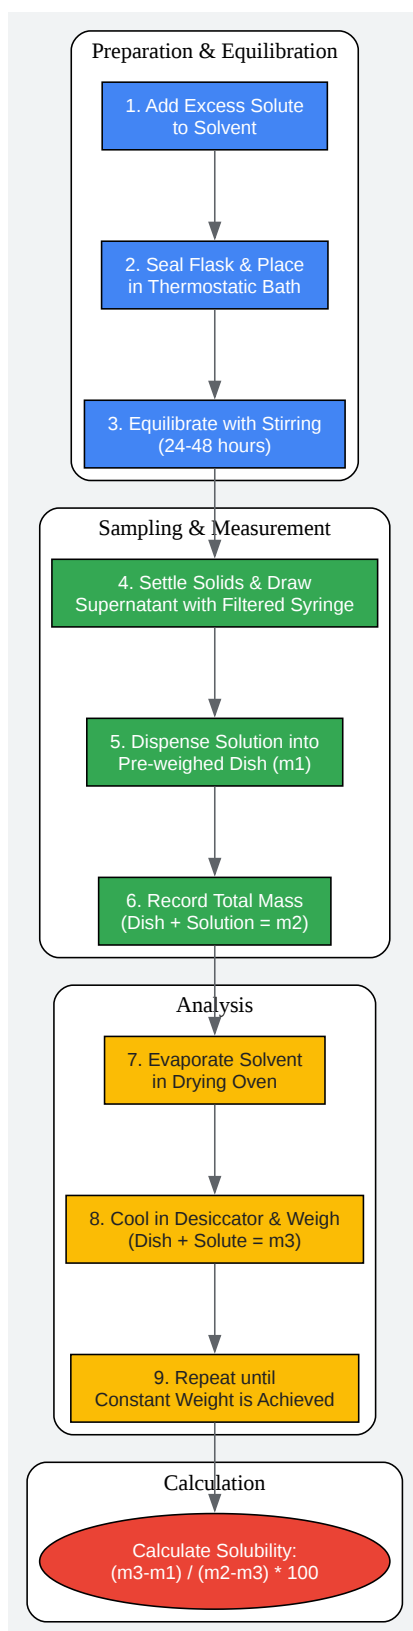 Preparation & Equilibration
1. Add Excess Solute
to Solvent
2. Seal Flask & Place
in Thermostatic Bath
3. Equilibrate with Stirring
(24-48 hours)
Sampling & Measurement
4. Settle Solids & Draw
Supernatant with Filtered Syringe
5. Dispense Solution into
Pre-weighed Dish (m1)
6. Record Total Mass
(Dish + Solution = m2)
Analysis
7. Evaporate Solvent
in Drying Oven
8. Cool in Desiccator & Weigh
(Dish + Solute = m3)
9. Repeat until
Constant Weight is Achieved
Calculation
Calculate Solubility:
(m3-m1) / (m2-m3) * 100